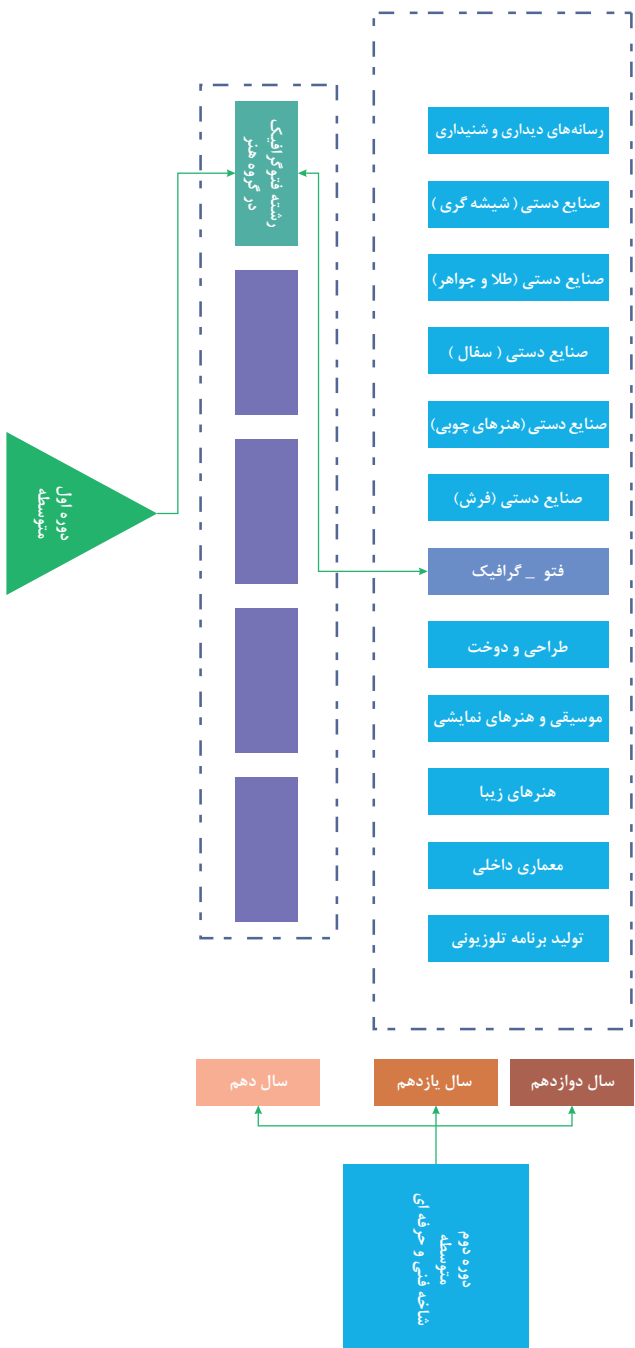 رسانه‌های دیداری و شنیداری
صنایع دستی ( شیشه گری )
صنایع دستی (طلا و جواهر)
صنایع دستی ( سفال )
صنایع دستی (هنرهای چوبی)
صنایع دستی (فرش)
فتو _ گرافیک
طراحی و دوخت
موسیقی و هنرهای نمایشی
هنرهای زیبا
معماری داخلی
تولید برنامه تلوزیونی
رشته فتوگرافیک
در گروه هنر
دوره اول
متوسطه
سال دوازدهم
سال یازدهم
سال دهم
دوره دوم
متوسطه
شاخه فنی و حرفه ای